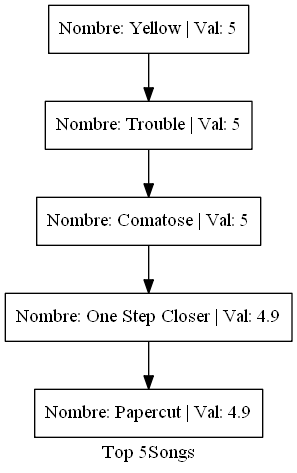 Nombre: Yellow | Val: 5
Nombre: Trouble | Val: 5
Nombre: Comatose | Val: 5
Nombre: One Step Closer | Val: 4.9
Nombre: Papercut | Val: 4.9
Top 5Songs